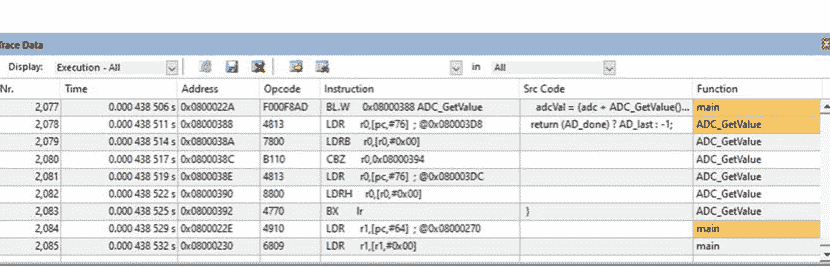 Trace Data
Display: Execution - All in All
Nr. Time Address Opcode Instruction Src Code Function
2,077 0.000 438 506 s 0x0800022A F000F8AD BL.W 0x08000388 ADC_GetValue adcVal = (adc + ADC_GetValue()... main
2,078 0.000 438 511 s 0x08000388 4813 LDR r0,[pc,#76] ; @0x080003D8 return (AD_done) ? AD_last : -1; ADC_GetValue
2,079 0.000 438 514 s 0x0800038A 7800 LDRB r0,[r0,#0x00] ADC_GetValue
2,080 0.000 438 517 s 0x0800038C B110 CBZ r0,0x08000394 ADC_GetValue
2,081 0.000 438 519 s 0x0800038E 4813 LDR r0,[pc,#76] ; @0x080003DC ADC_GetValue
2,082 0.000 438 522 s 0x08000390 8800 LDRH r0,[r0,#0x00] ADC_GetValue
2,083 0.000 438 525 s 0x08000392 4770 BX lr } ADC_GetValue
2,084 0.000 438 529 s 0x0800022E 4910 LDR r1,[pc,#64] ; @0x08000270 main
2,085 0.000 438 532 s 0x08000230 6809 LDR r1,[r1,#0x00] main